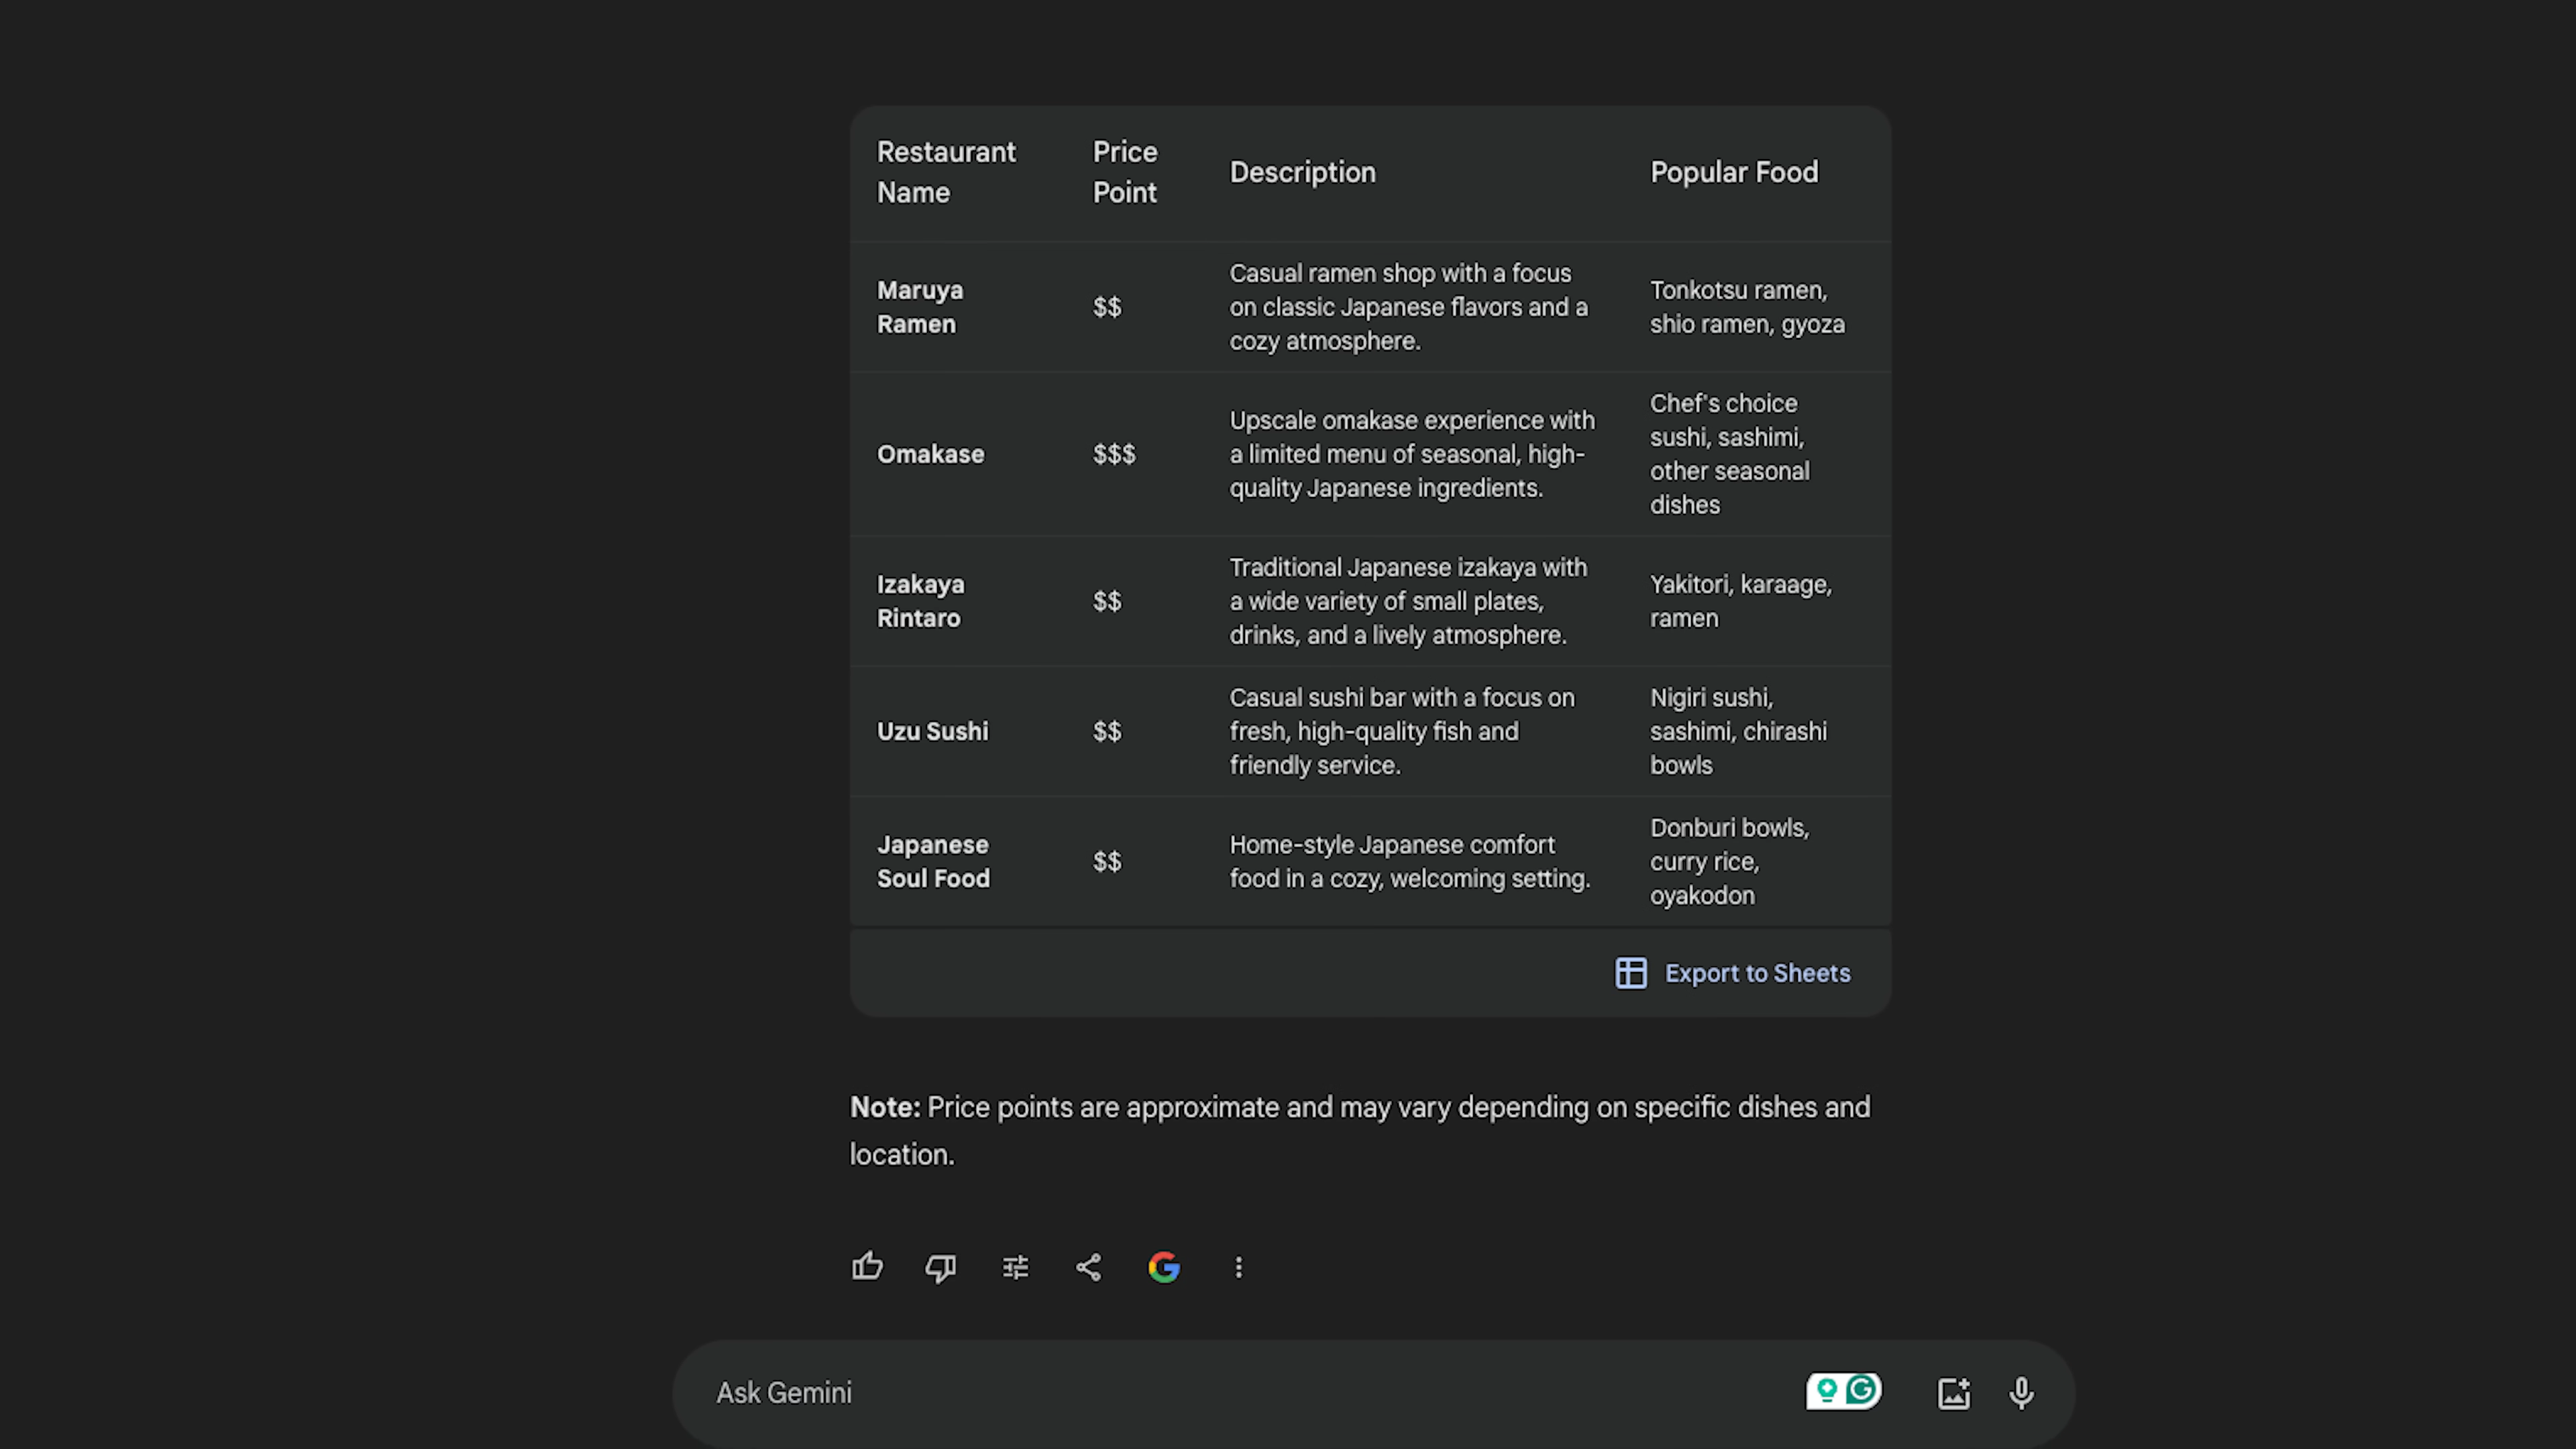 Restaurant
Name
Price
Point
Description
Popular Food
Maruya
Ramen
$$
Casual ramen shop with a focus
on classic Japanese flavors and a
cozy atmosphere.
Tonkotsu ramen,
shio ramen, gyoza
Omakase
$$$
Upscale omakase experience with
a limited menu of seasonal, high-
quality Japanese ingredients.
Chef's choice
sushi, sashimi,
other seasonal
dishes
Izakaya
Rintaro
$$
Traditional Japanese izakaya with
a wide variety of small plates,
drinks, and a lively atmosphere.
Yakitori, karaage,
ramen
Uzu Sushi
$$
Casual sushi bar with a focus on
fresh, high-quality fish and
friendly service.
Nigiri sushi,
sashimi, chirashi
bowls
Japanese
Soul Food
$$
Home-style Japanese comfort
food in a cozy, welcoming setting.
Donburi bowls,
curry rice,
oyakodon
Export to Sheets
Note: Price points are approximate and may vary depending on specific dishes and
location.
Ask Gemini